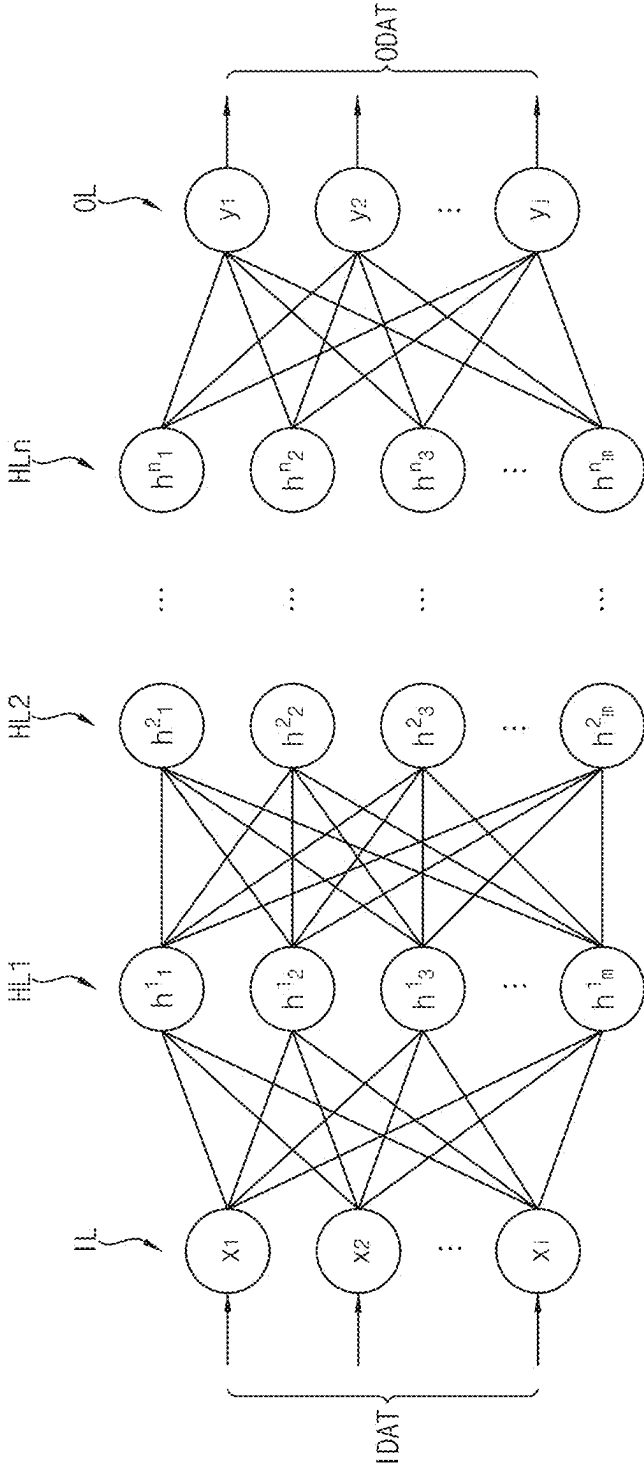 IL HL1 HL2 HLn OL
IDAT
x1 x2 ⋮ xi
h¹1 h¹2 h¹3 ⋮ h¹m
h²1 h²2 h²3 ⋮ h²m
... ... ... ...
hⁿ1 hⁿ2 hⁿ3 ⋮ hⁿm
y1 y2 ⋮ yj
ODAT